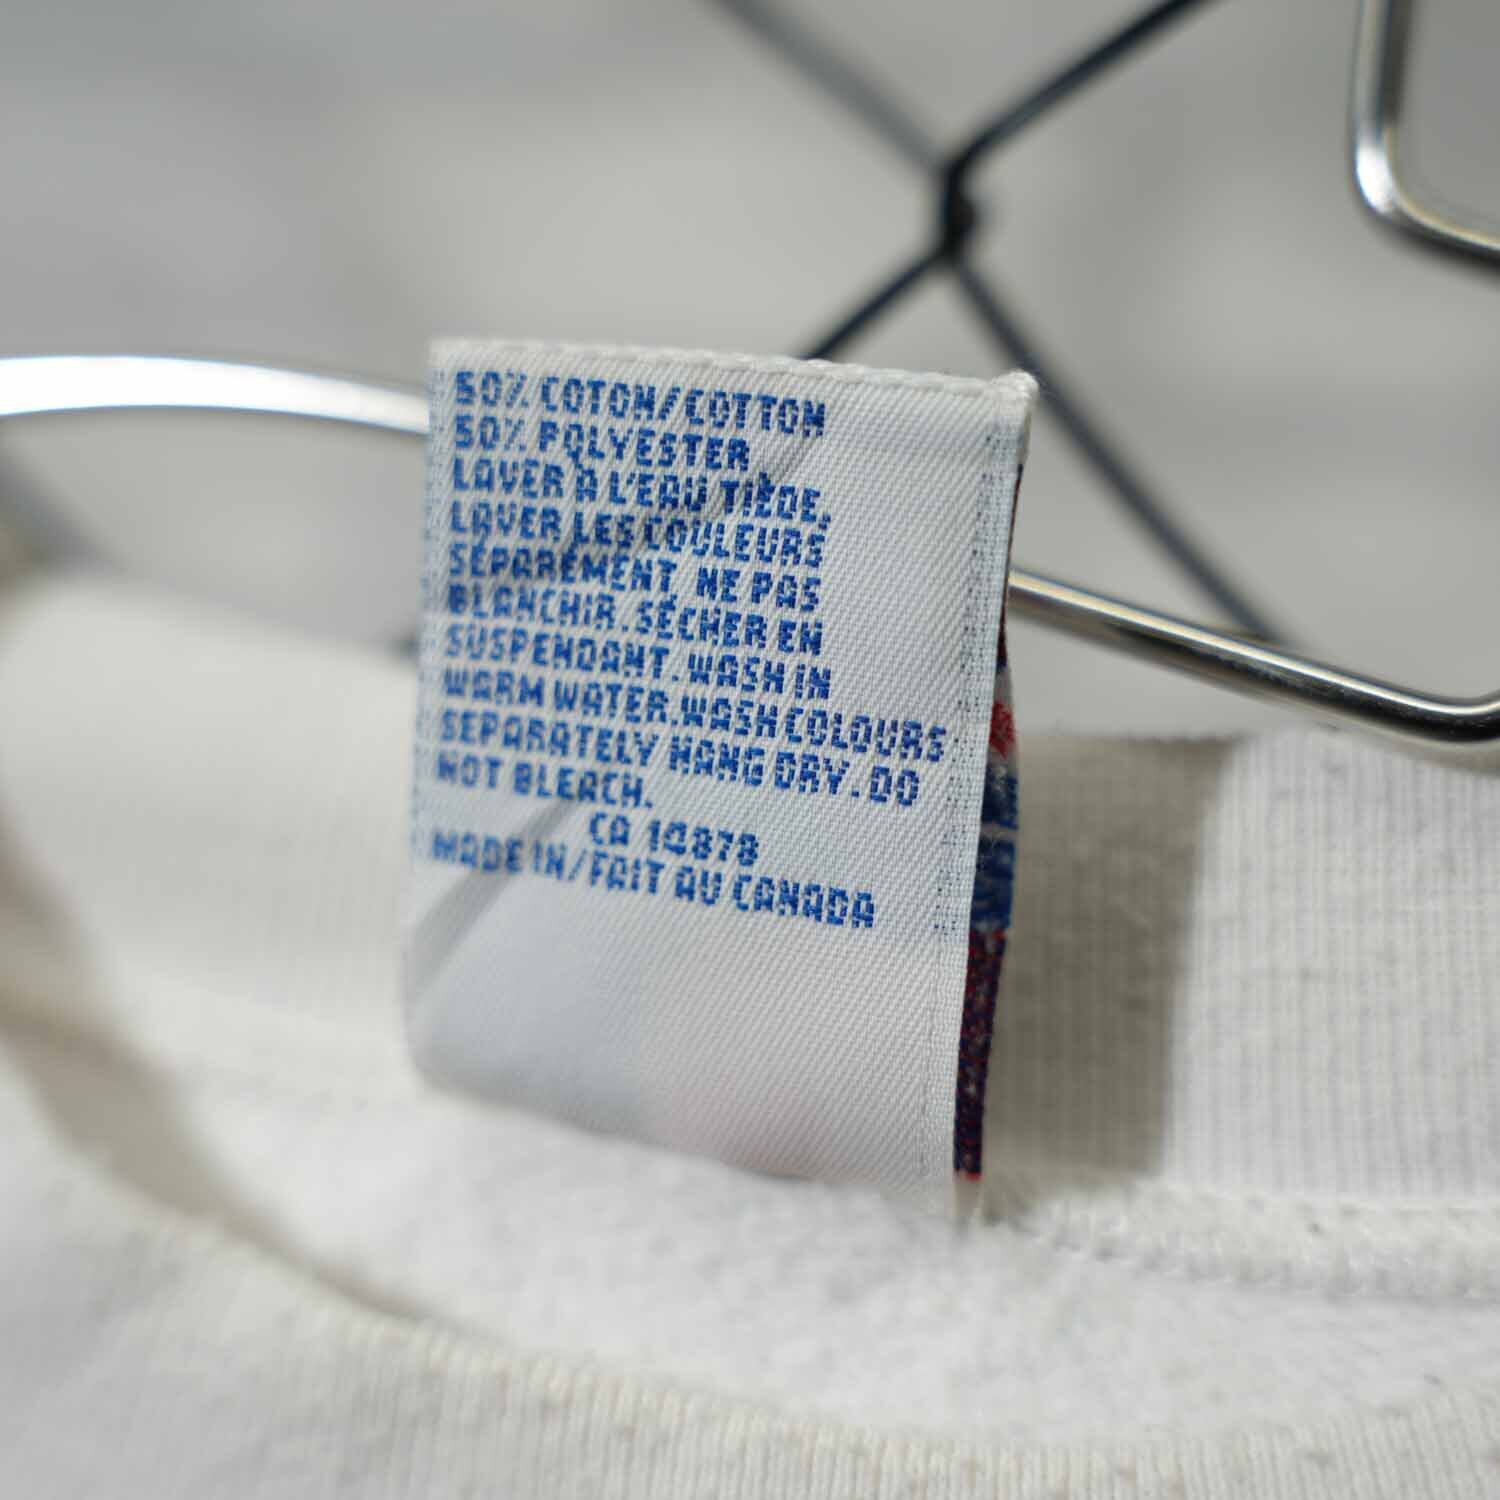 50% COTON/COTTON
50% POLYESTER
LAVER À L'EAU TIÈDE,
LAVER LES COULEURS
SÉPARÉMENT. NE PAS
BLANCHIR. SÉCHER EN
SUSPENDANT. WASH IN
WARM WATER. WASH COLOURS
SEPARATELY HANG DRY. DO
NOT BLEACH.
CA 14878
MADE IN/FAIT AU CANADA